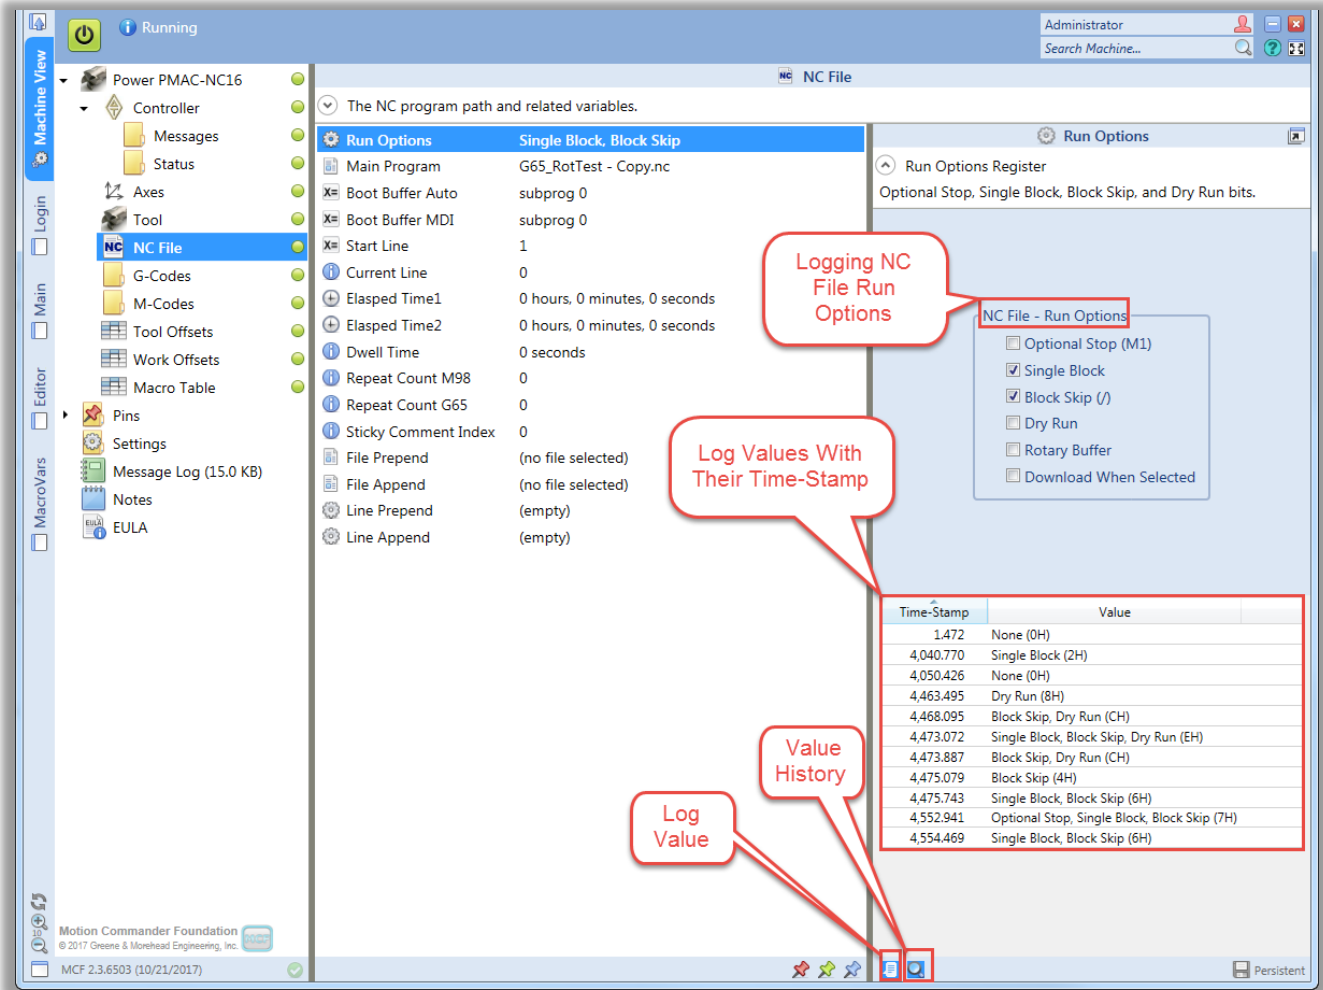 Running
Administrator
Search Machine...
Machine View
Login
Main
Editor
MacroVars
Power PMAC-NC16
Controller
Messages
Status
Axes
Tool
NC File
G-Codes
M-Codes
Tool Offsets
Work Offsets
Macro Table
Pins
Settings
Message Log (15.0 KB)
Notes
EULA
NC File
The NC program path and related variables.
Run Options Single Block, Block Skip
Main Program G65_RotTest - Copy.nc
Boot Buffer Auto subprog 0
Boot Buffer MDI subprog 0
Start Line 1
Current Line 0
Elasped Time1 0 hours, 0 minutes, 0 seconds
Elasped Time2 0 hours, 0 minutes, 0 seconds
Dwell Time 0 seconds
Repeat Count M98 0
Repeat Count G65 0
Sticky Comment Index 0
File Prepend (no file selected)
File Append (no file selected)
Line Prepend (empty)
Line Append (empty)
Run Options
Run Options Register
Optional Stop, Single Block, Block Skip, and Dry Run bits.
Logging NC
File Run
Options
NC File - Run Options
Optional Stop (M1)
Single Block
Block Skip (/)
Dry Run
Rotary Buffer
Download When Selected
Log Values With
Their Time-Stamp
Time-Stamp Value
1.472 None (0H)
4,040.770 Single Block (2H)
4,050.426 None (0H)
4,463.495 Dry Run (8H)
4,468.095 Block Skip, Dry Run (CH)
4,473.072 Single Block, Block Skip, Dry Run (EH)
4,473.887 Block Skip, Dry Run (CH)
4,475.079 Block Skip (4H)
4,475.743 Single Block, Block Skip (6H)
4,552.941 Optional Stop, Single Block, Block Skip (7H)
4,554.469 Single Block, Block Skip (6H)
Value
History
Log
Value
10
Motion Commander Foundation
© 2017 Greene & Morehead Engineering, Inc.
MCF 2.3.6503 (10/21/2017)
Persistent